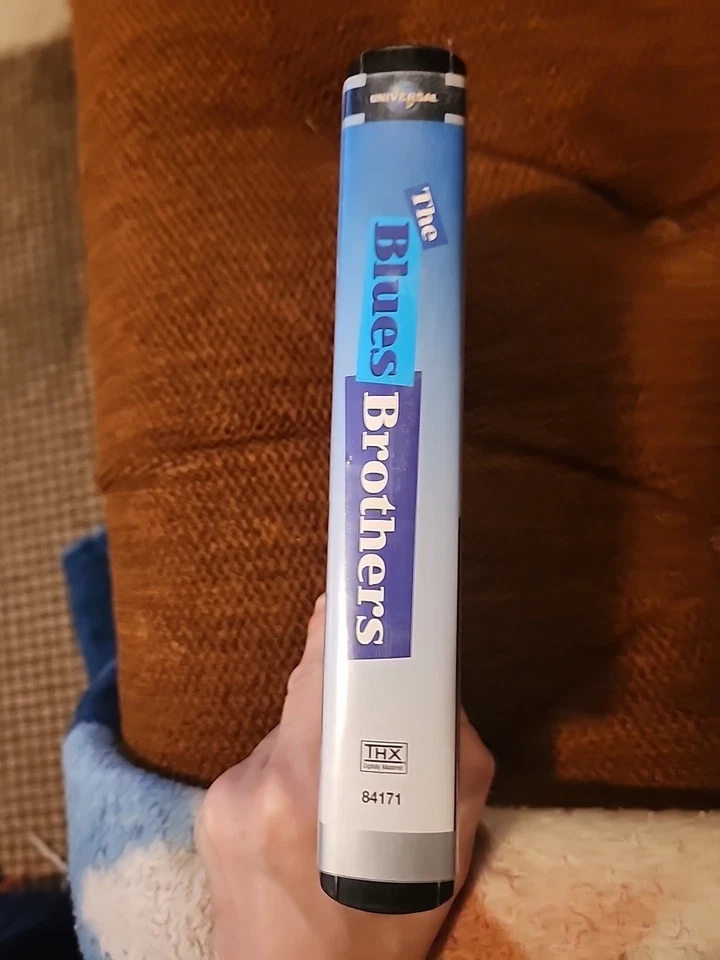 UNIVERSAL
The
Blues
Brothers
THX
Digitally Mastered
84171